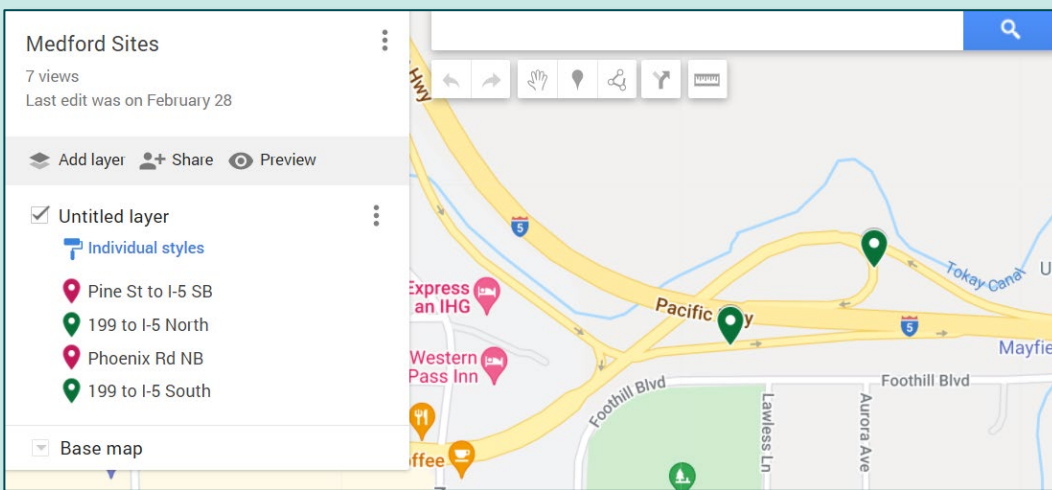 Medford Sites
7 views
Last edit was on February 28
Add layer Share Preview
Untitled layer
Individual styles
Pine St to I-5 SB
199 to I-5 North
Phoenix Rd NB
199 to I-5 South
Base map
Hwy
5
Express
an IHG
Pacific
Tokay Canal
U
5
Mayfie
Western
Pass Inn
Foothill Blvd
Foothill Blvd
Lawless Ln
Aurora Ave
ffee